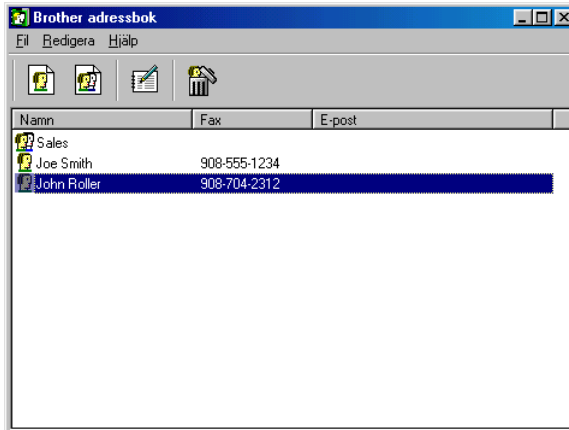 Brother adressbok
Fil Redigera Hjälp
Namn Fax E-post
Sales
Joe Smith 908-555-1234
John Roller 908-704-2312